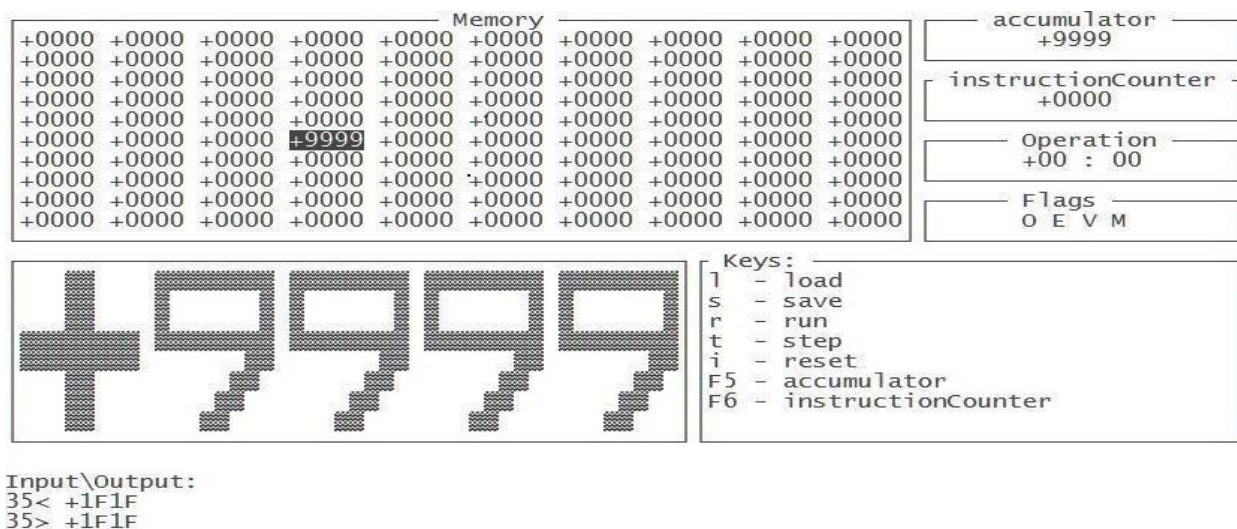 Memory
+0000 +0000 +0000 +0000 +0000 +0000 +0000 +0000 +0000 +0000
+0000 +0000 +0000 +0000 +0000 +0000 +0000 +0000 +0000 +0000
+0000 +0000 +0000 +0000 +0000 +0000 +0000 +0000 +0000 +0000
+0000 +0000 +0000 +0000 +0000 +0000 +0000 +0000 +0000 +0000
+0000 +0000 +0000 +0000 +0000 +0000 +0000 +0000 +0000 +0000
+0000 +0000 +0000 +9999 +0000 +0000 +0000 +0000 +0000 +0000
+0000 +0000 +0000 +0000 +0000 +0000 +0000 +0000 +0000 +0000
+0000 +0000 +0000 +0000 +0000 +0000 +0000 +0000 +0000 +0000
+0000 +0000 +0000 +0000 +0000 +0000 +0000 +0000 +0000 +0000
+0000 +0000 +0000 +0000 +0000 +0000 +0000 +0000 +0000 +0000
accumulator
+9999
instructionCounter
+0000
Operation
+00 : 00
Flags
O E V M
+9999
Keys:
l - load
s - save
r - run
t - step
i - reset
F5 - accumulator
F6 - instructionCounter
Input\Output:
35< +1F1F
35> +1F1F